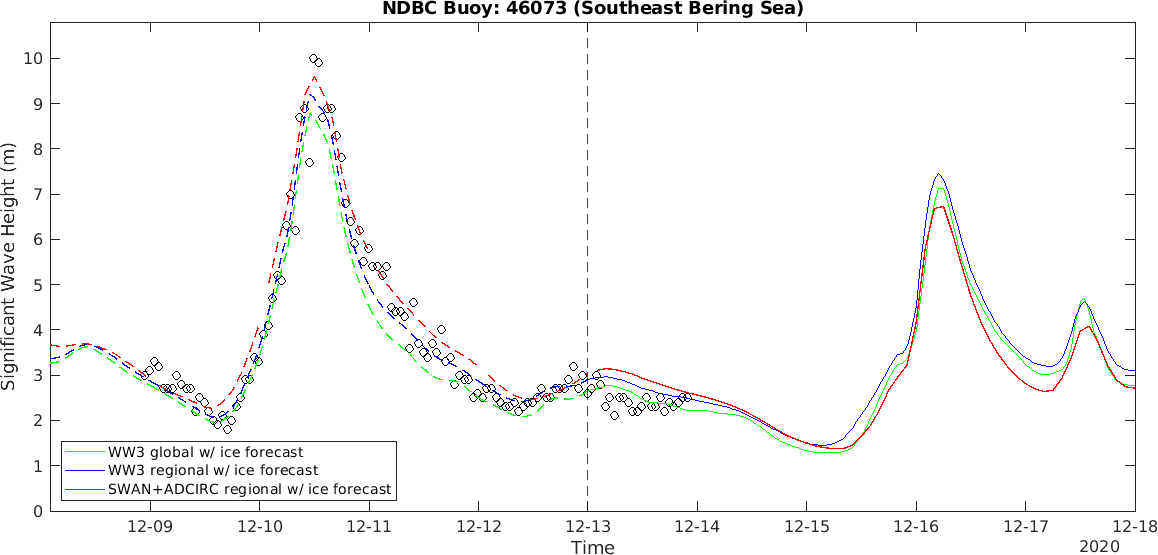 NDBC Buoy: 46073 (Southeast Bering Sea)
Significant Wave Height (m)
10
9
8
7
6
5
4
3
2
1
0
WW3 global w/ ice forecast
WW3 regional w/ ice forecast
SWAN+ADCIRC regional w/ ice forecast
12-09 12-10 12-11 12-12 12-13 12-14 12-15 12-16 12-17 12-18
Time
2020